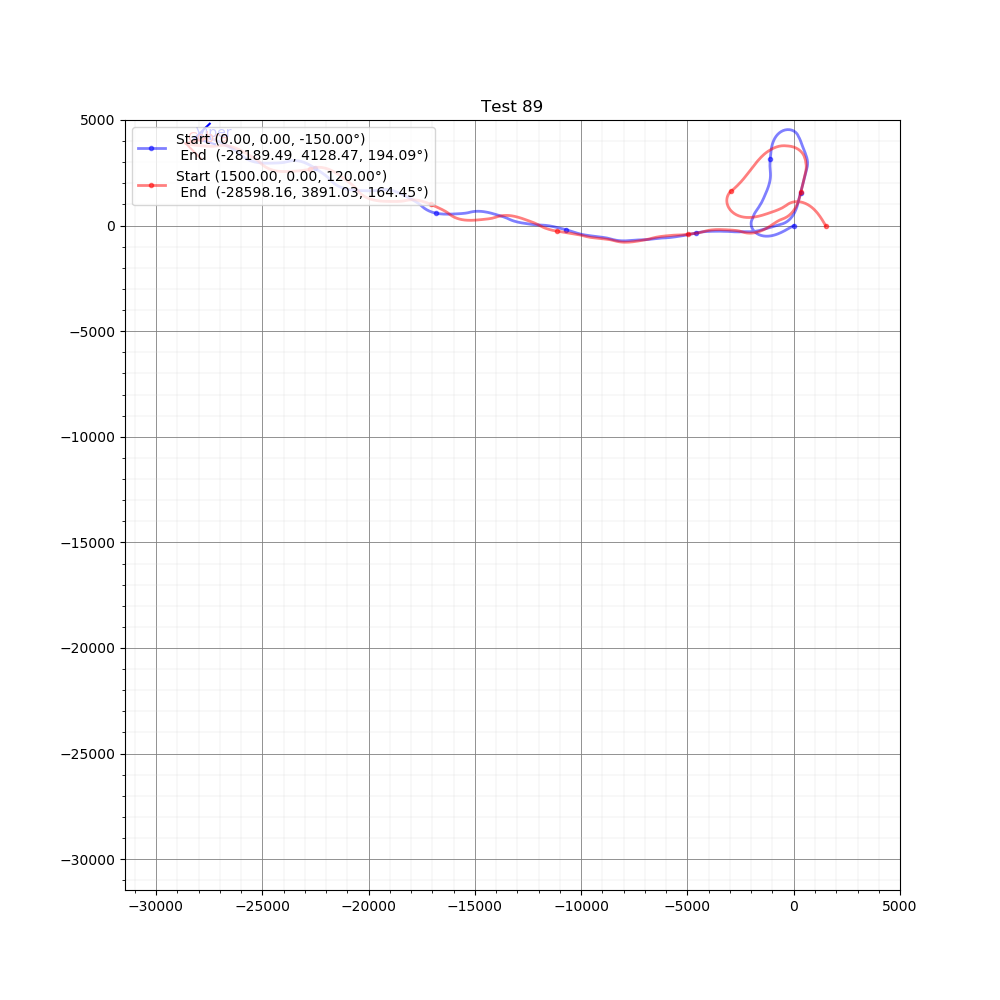 Test 89
Start (0.00, 0.00, -150.00°)
End (-28189.49, 4128.47, 194.09°)
Start (1500.00, 0.00, 120.00°)
End (-28598.16, 3891.03, 164.45°)
5000
0
−5000
−10000
−15000
−20000
−25000
−30000
−30000 −25000 −20000 −15000 −10000 −5000 0 5000